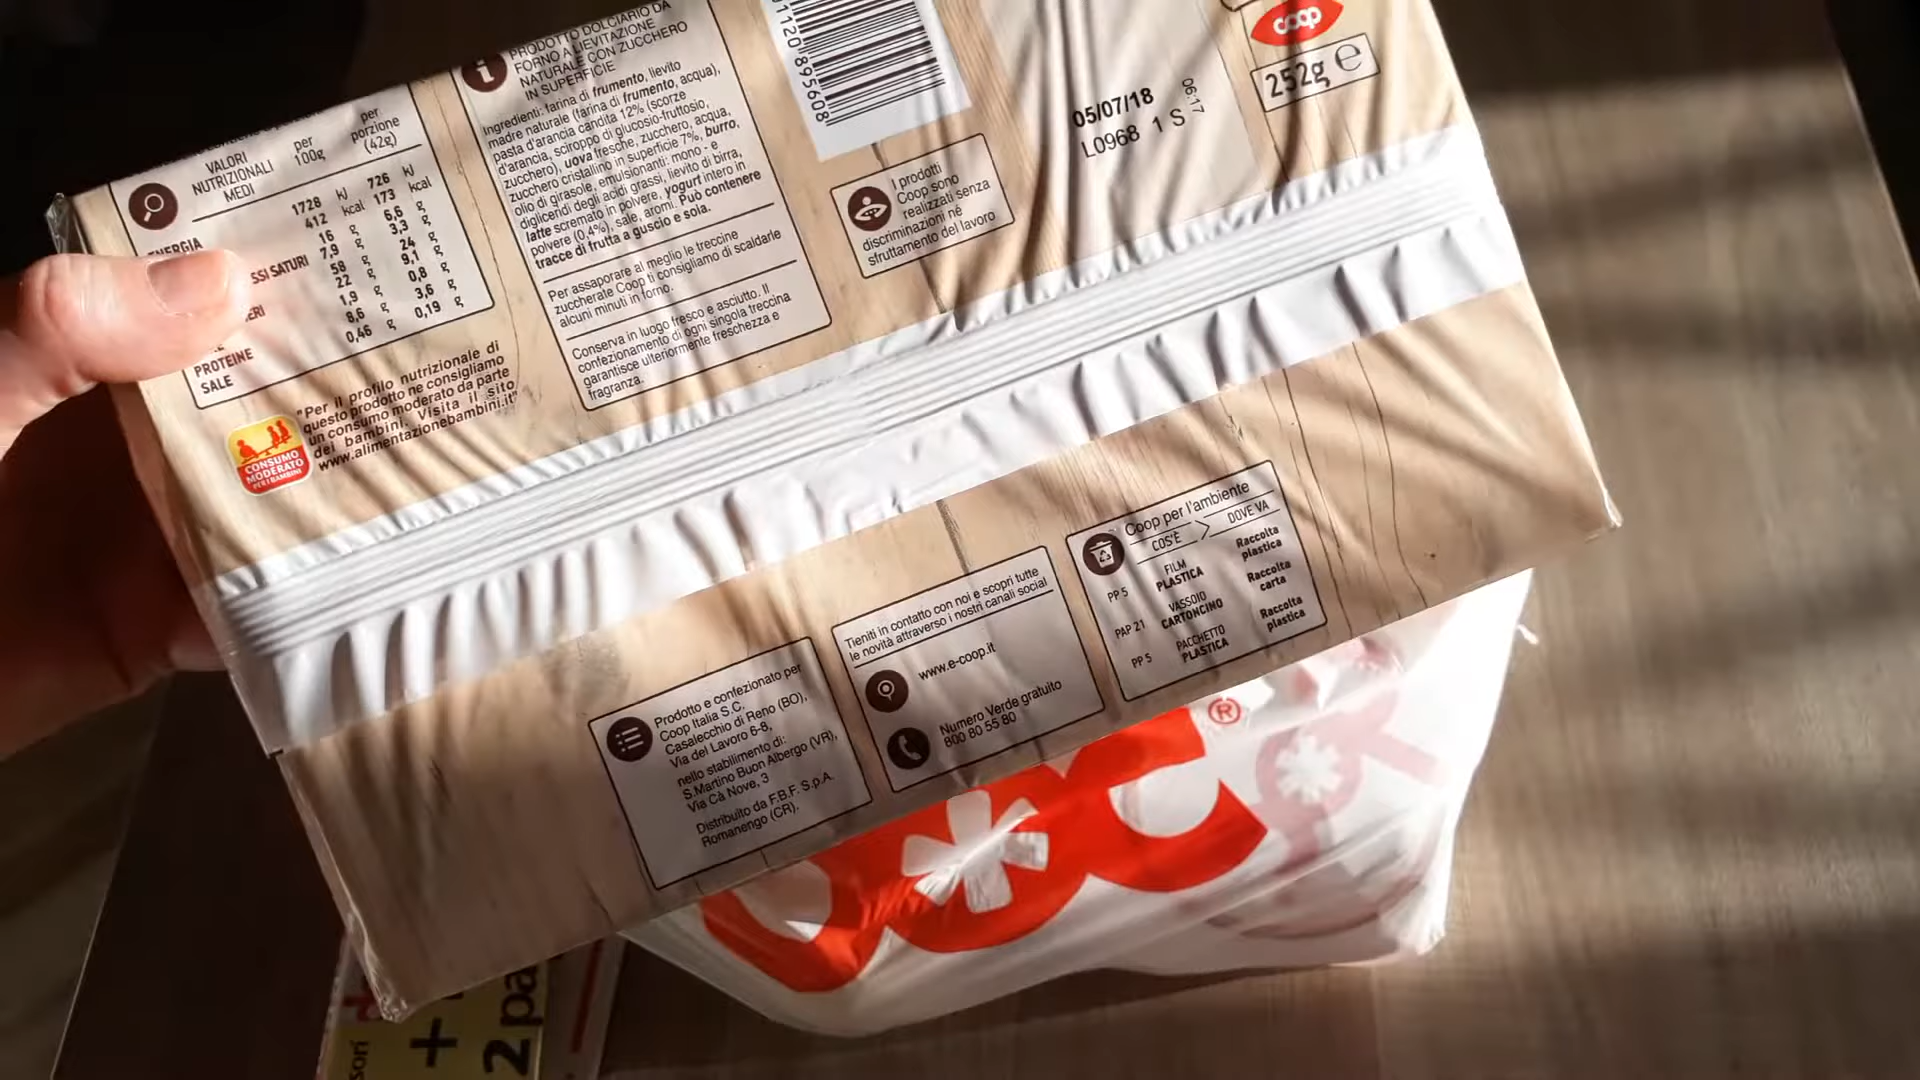 VALORI
NUTRIZIONALI
MEDI
per
100g
per
porzione
(42g)
ENERGIA
1728 kJ 726 kJ
412 kcal 173 kcal
16 g 6,6 g
SSI SATURI 7,9 g 3,3 g
58 g 24 g
ERI 22 g 9,1 g
1,9 g 0,8 g
PROTEINE 8,6 g 3,6 g
SALE 0,46 g 0,19 g
"Per il profilo nutrizionale di
questo prodotto ne consigliamo
un consumo moderato da parte
dei bambini. Visita il sito
www.alimentazionebambini.it"
CONSUMO
MODERATO
PER I BAMBINI
PRODOTTO DOLCIARIO DA
FORNO A LIEVITAZIONE
NATURALE CON ZUCCHERO
IN SUPERFICIE
Ingredienti: farina di frumento, lievito
madre naturale (farina di frumento, acqua),
pasta d'arancia candita 12% (scorze
d'arancia, sciroppo di glucosio-fruttosio,
zucchero), uova fresche, zucchero, acqua,
zucchero cristallino in superficie 7%, burro,
olio di girasole, emulsionanti: mono - e
digliceridi degli acidi grassi, lievito di birra,
latte scremato in polvere, yogurt intero in
polvere (0,4%), sale, aromi. Può contenere
tracce di frutta a guscio e soia.
Per assaporare al meglio le treccine
zuccherate Coop ti consigliamo di scaldarle
alcuni minuti in forno.
Conserva in luogo fresco e asciutto. Il
confezionamento di ogni singola treccina
garantisce ulteriormente freschezza e
fragranza.
11120 895608
I prodotti
Coop sono
realizzati senza
discriminazioni né
sfruttamento del lavoro
05/07/18
L0968 1 S
06:17
coop
252g e
Prodotto e confezionato per
Coop Italia S.C.
Casalecchio di Reno (BO),
Via del Lavoro 6-8,
nello stabilimento di:
S.Martino Buon Albergo (VR),
Via Cà Nove, 3
Distribuito da F.B.F. S.p.A.
Romanengo (CR).
Tieniti in contatto con noi e scopri tutte
le novità attraverso i nostri canali social
www.e-coop.it
Numero Verde gratuito
800 80 55 80
Coop per l'ambiente
COS'È DOVE VA
PP 5 FILM PLASTICA Raccolta plastica
PAP 21 VASSOIO CARTONCINO Raccolta carta
PP 5 PACCHETTO PLASTICA Raccolta plastica
®
sori
+
2 pa